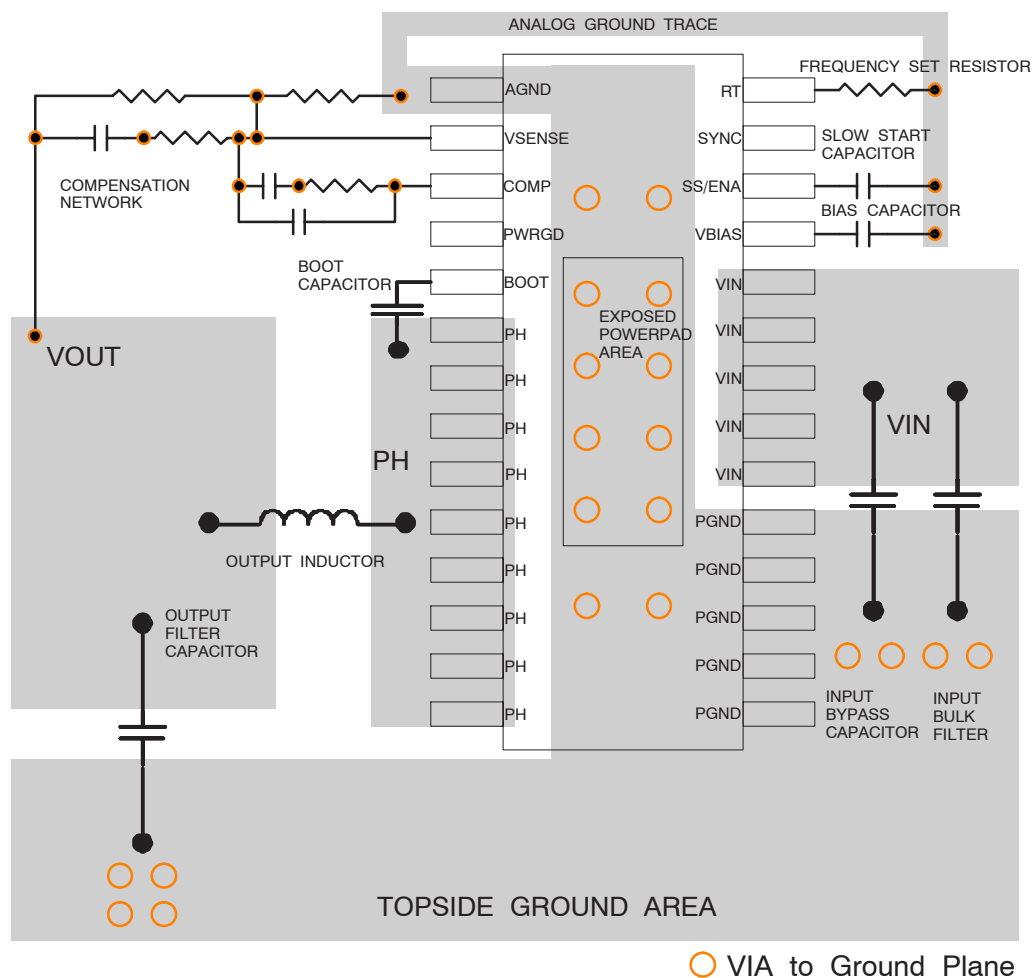 ANALOG GROUND TRACE
FREQUENCY SET RESISTOR
AGND
RT
VSENSE
SYNC
SLOW START
CAPACITOR
COMPENSATION
NETWORK
COMP
SS/ENA
BIAS CAPACITOR
PWRGD
VBIAS
BOOT
CAPACITOR
BOOT
VIN
EXPOSED
POWERPAD
AREA
PH
VIN
VOUT
PH
VIN
PH
VIN
VIN
PH
PH
VIN
PH
PGND
OUTPUT INDUCTOR
PH
PGND
OUTPUT
FILTER
CAPACITOR
PH
PGND
PH
PGND
PH
PGND
INPUT
BYPASS
CAPACITOR
INPUT
BULK
FILTER
TOPSIDE GROUND AREA
VIA to Ground Plane